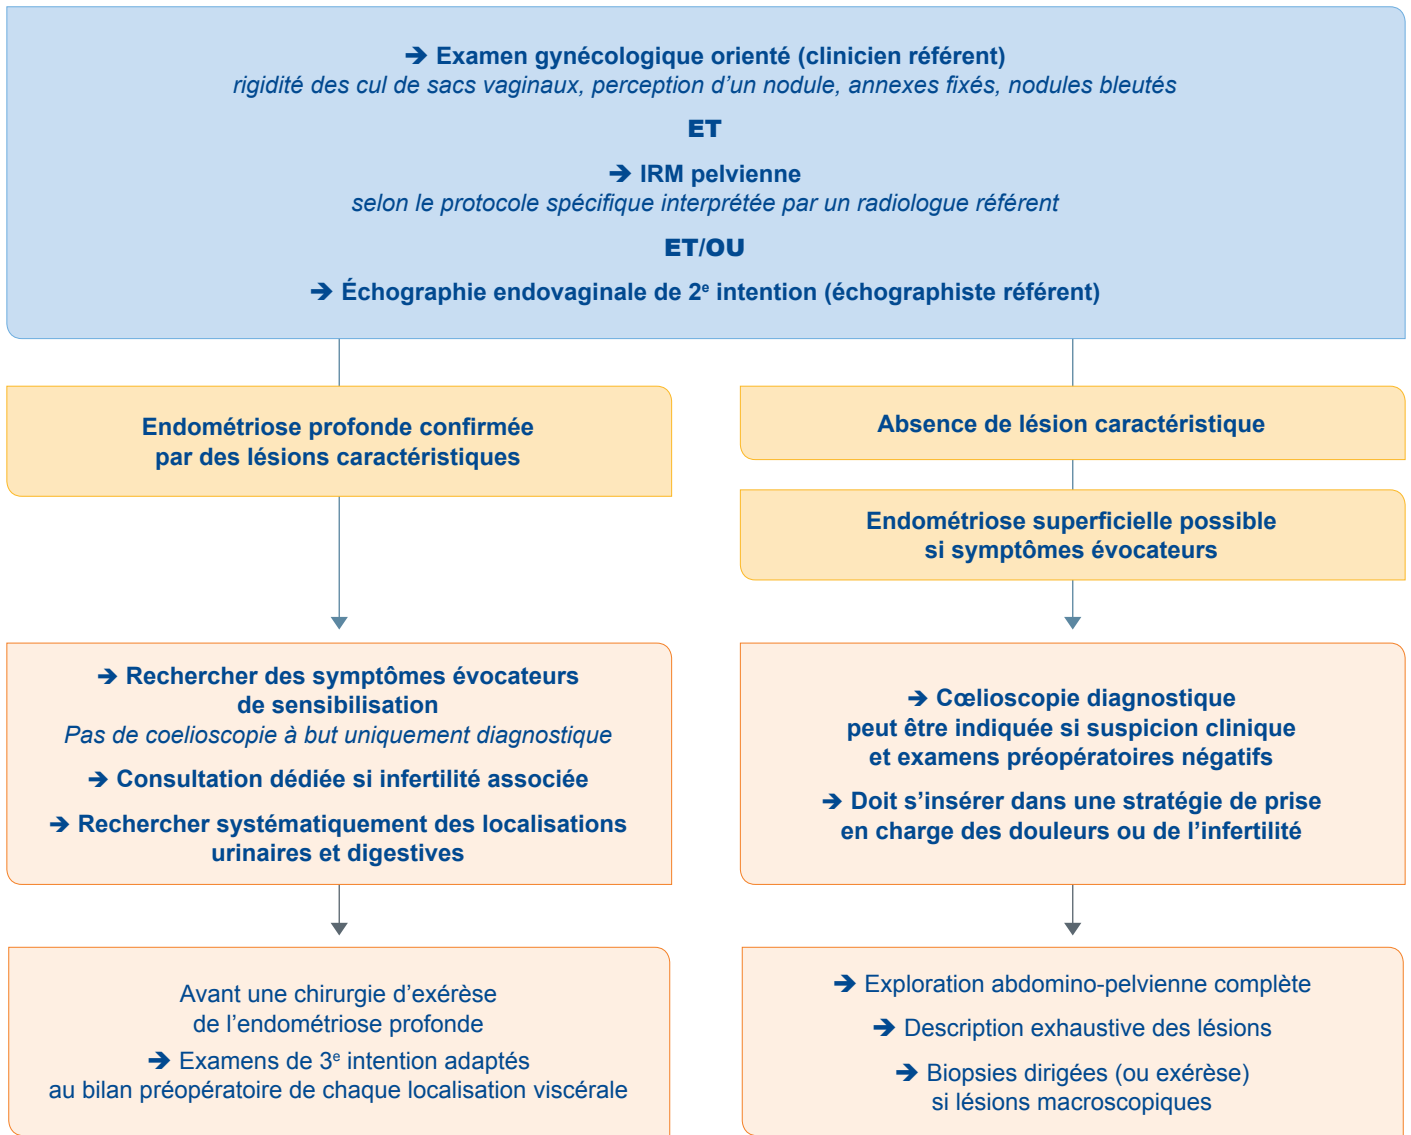 ➔ Examen gynécologique orienté (clinicien référent)
rigidité des cul de sacs vaginaux, perception d’un nodule, annexes fixés, nodules bleutés
ET
➔ IRM pelvienne
selon le protocole spécifique interprétée par un radiologue référent
ET/OU
➔ Échographie endovaginale de 2e intention (échographiste référent)
Endométriose profonde confirmée
par des lésions caractéristiques
Absence de lésion caractéristique
Endométriose superficielle possible
si symptômes évocateurs
➔ Rechercher des symptômes évocateurs
de sensibilisation
Pas de coelioscopie à but uniquement diagnostique
➔ Consultation dédiée si infertilité associée
➔ Rechercher systématiquement des localisations
urinaires et digestives
➔ Cœlioscopie diagnostique
peut être indiquée si suspicion clinique
et examens préopératoires négatifs
➔ Doit s’insérer dans une stratégie de prise
en charge des douleurs ou de l’infertilité
Avant une chirurgie d’exérèse
de l’endométriose profonde
➔ Examens de 3e intention adaptés
au bilan préopératoire de chaque localisation viscérale
➔ Exploration abdomino-pelvienne complète
➔ Description exhaustive des lésions
➔ Biopsies dirigées (ou exérèse)
si lésions macroscopiques